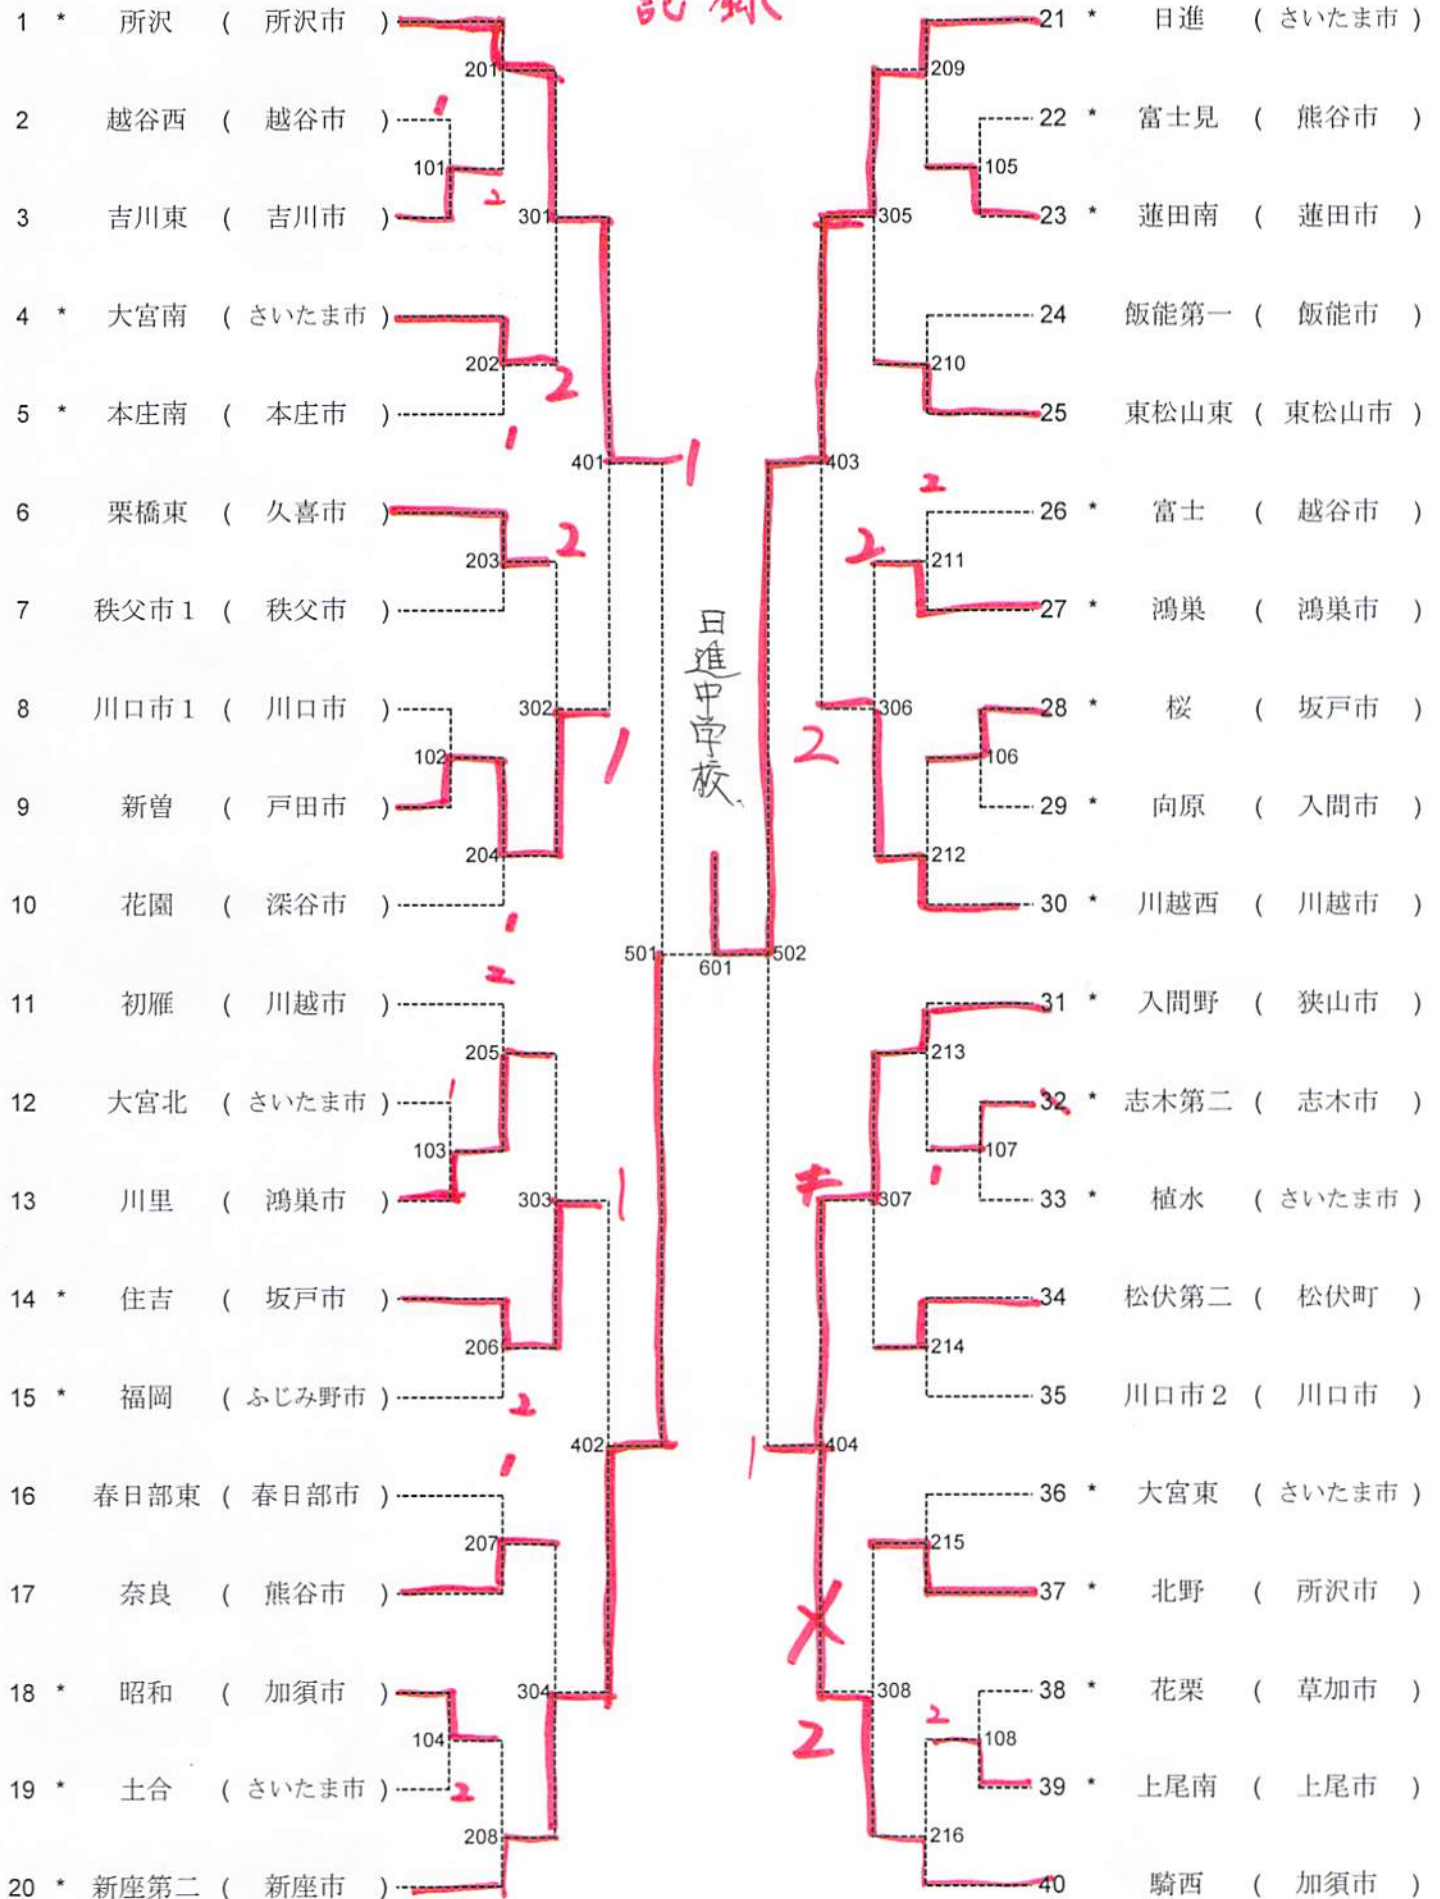 記録
1 * 所沢 ( 所沢市 )
2 越谷西 ( 越谷市 )
3 吉川東 ( 吉川市 )
4 * 大宮南 ( さいたま市 )
5 * 本庄南 ( 本庄市 )
6 栗橋東 ( 久喜市 )
7 秩父市1 ( 秩父市 )
8 川口市1 ( 川口市 )
9 新曽 ( 戸田市 )
10 花園 ( 深谷市 )
11 初雁 ( 川越市 )
12 大宮北 ( さいたま市 )
13 川里 ( 鴻巣市 )
14 * 住吉 ( 坂戸市 )
15 * 福岡 ( ふじみ野市 )
16 春日部東 ( 春日部市 )
17 奈良 ( 熊谷市 )
18 * 昭和 ( 加須市 )
19 * 土合 ( さいたま市 )
20 * 新座第二 ( 新座市 )
201
1
101
2
301
202
2
1
401
1
203
2
302
1
102
204
1
501
2
205
1
103
303
1
206
2
402
1
207
304
104
2
208
日進中学校、
601
21 * 日進 ( さいたま市 )
22 * 富士見 ( 熊谷市 )
23 * 蓮田南 ( 蓮田市 )
24 飯能第一 ( 飯能市 )
25 東松山東 ( 東松山市 )
26 * 富士 ( 越谷市 )
27 * 鴻巣 ( 鴻巣市 )
28 * 桜 ( 坂戸市 )
29 * 向原 ( 入間市 )
30 * 川越西 ( 川越市 )
31 * 入間野 ( 狭山市 )
32 * 志木第二 ( 志木市 )
33 * 植水 ( さいたま市 )
34 松伏第二 ( 松伏町 )
35 川口市2 ( 川口市 )
36 * 大宮東 ( さいたま市 )
37 * 北野 ( 所沢市 )
38 * 花栗 ( 草加市 )
39 * 上尾南 ( 上尾市 )
40 騎西 ( 加須市 )
209
105
305
210
403
2
2
211
306
2
106
212
502
213
107
1
307
214
1
404
215
308
2
2
108
216